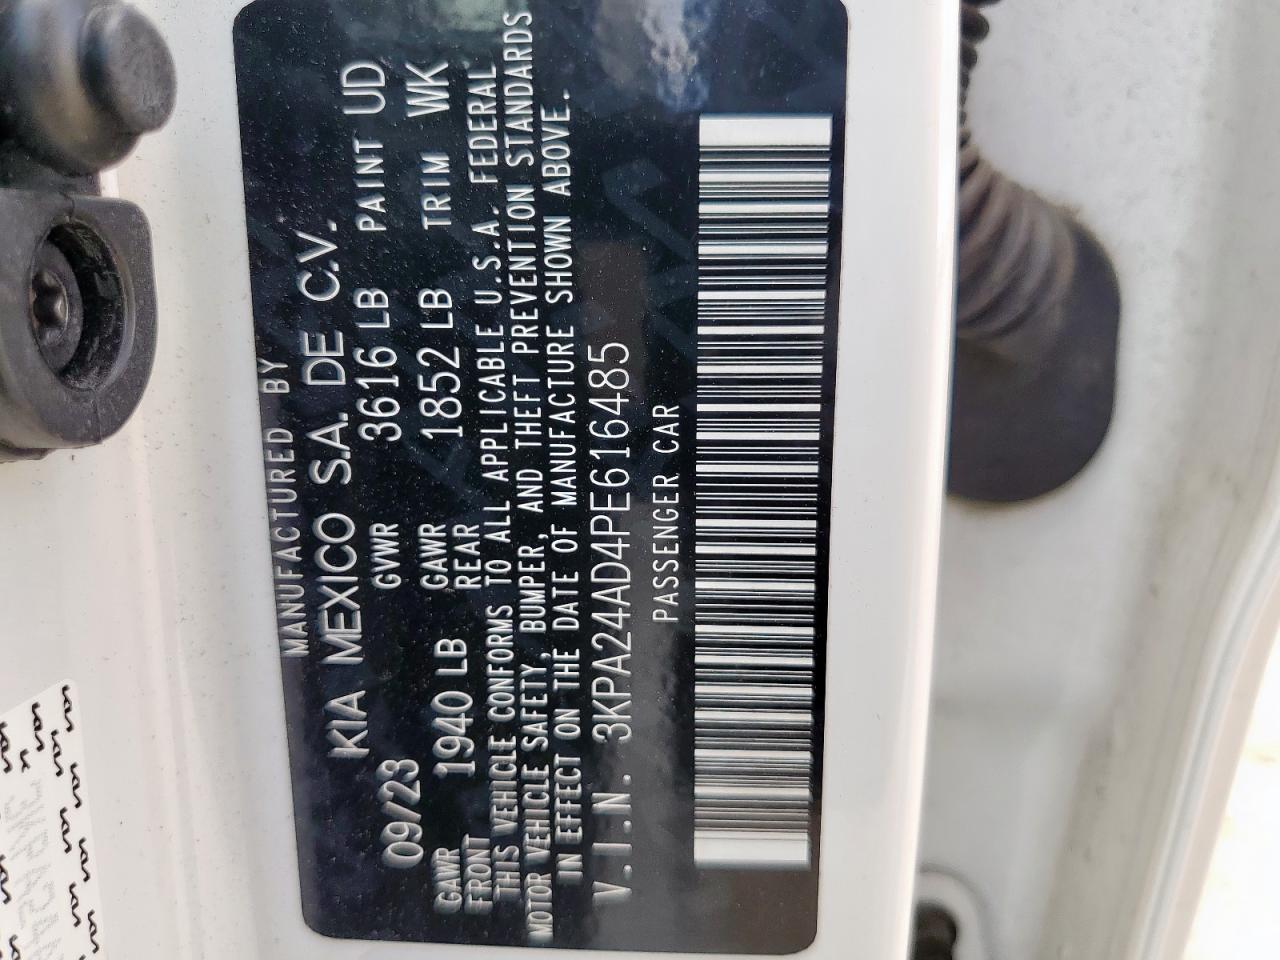 MANUFACTURED BY
KIA MEXICO S.A. DE C.V.
09/23 GVWR 3616 LB PAINT UD
GAWR FRONT 1940 LB GAWR REAR 1852 LB TRIM WK
THIS VEHICLE CONFORMS TO ALL APPLICABLE U.S.A. FEDERAL
MOTOR VEHICLE SAFETY, BUMPER, AND THEFT PREVENTION STANDARDS
IN EFFECT ON THE DATE OF MANUFACTURE SHOWN ABOVE.
V.I.N. 3KPA24AD4PE616485
PASSENGER CAR